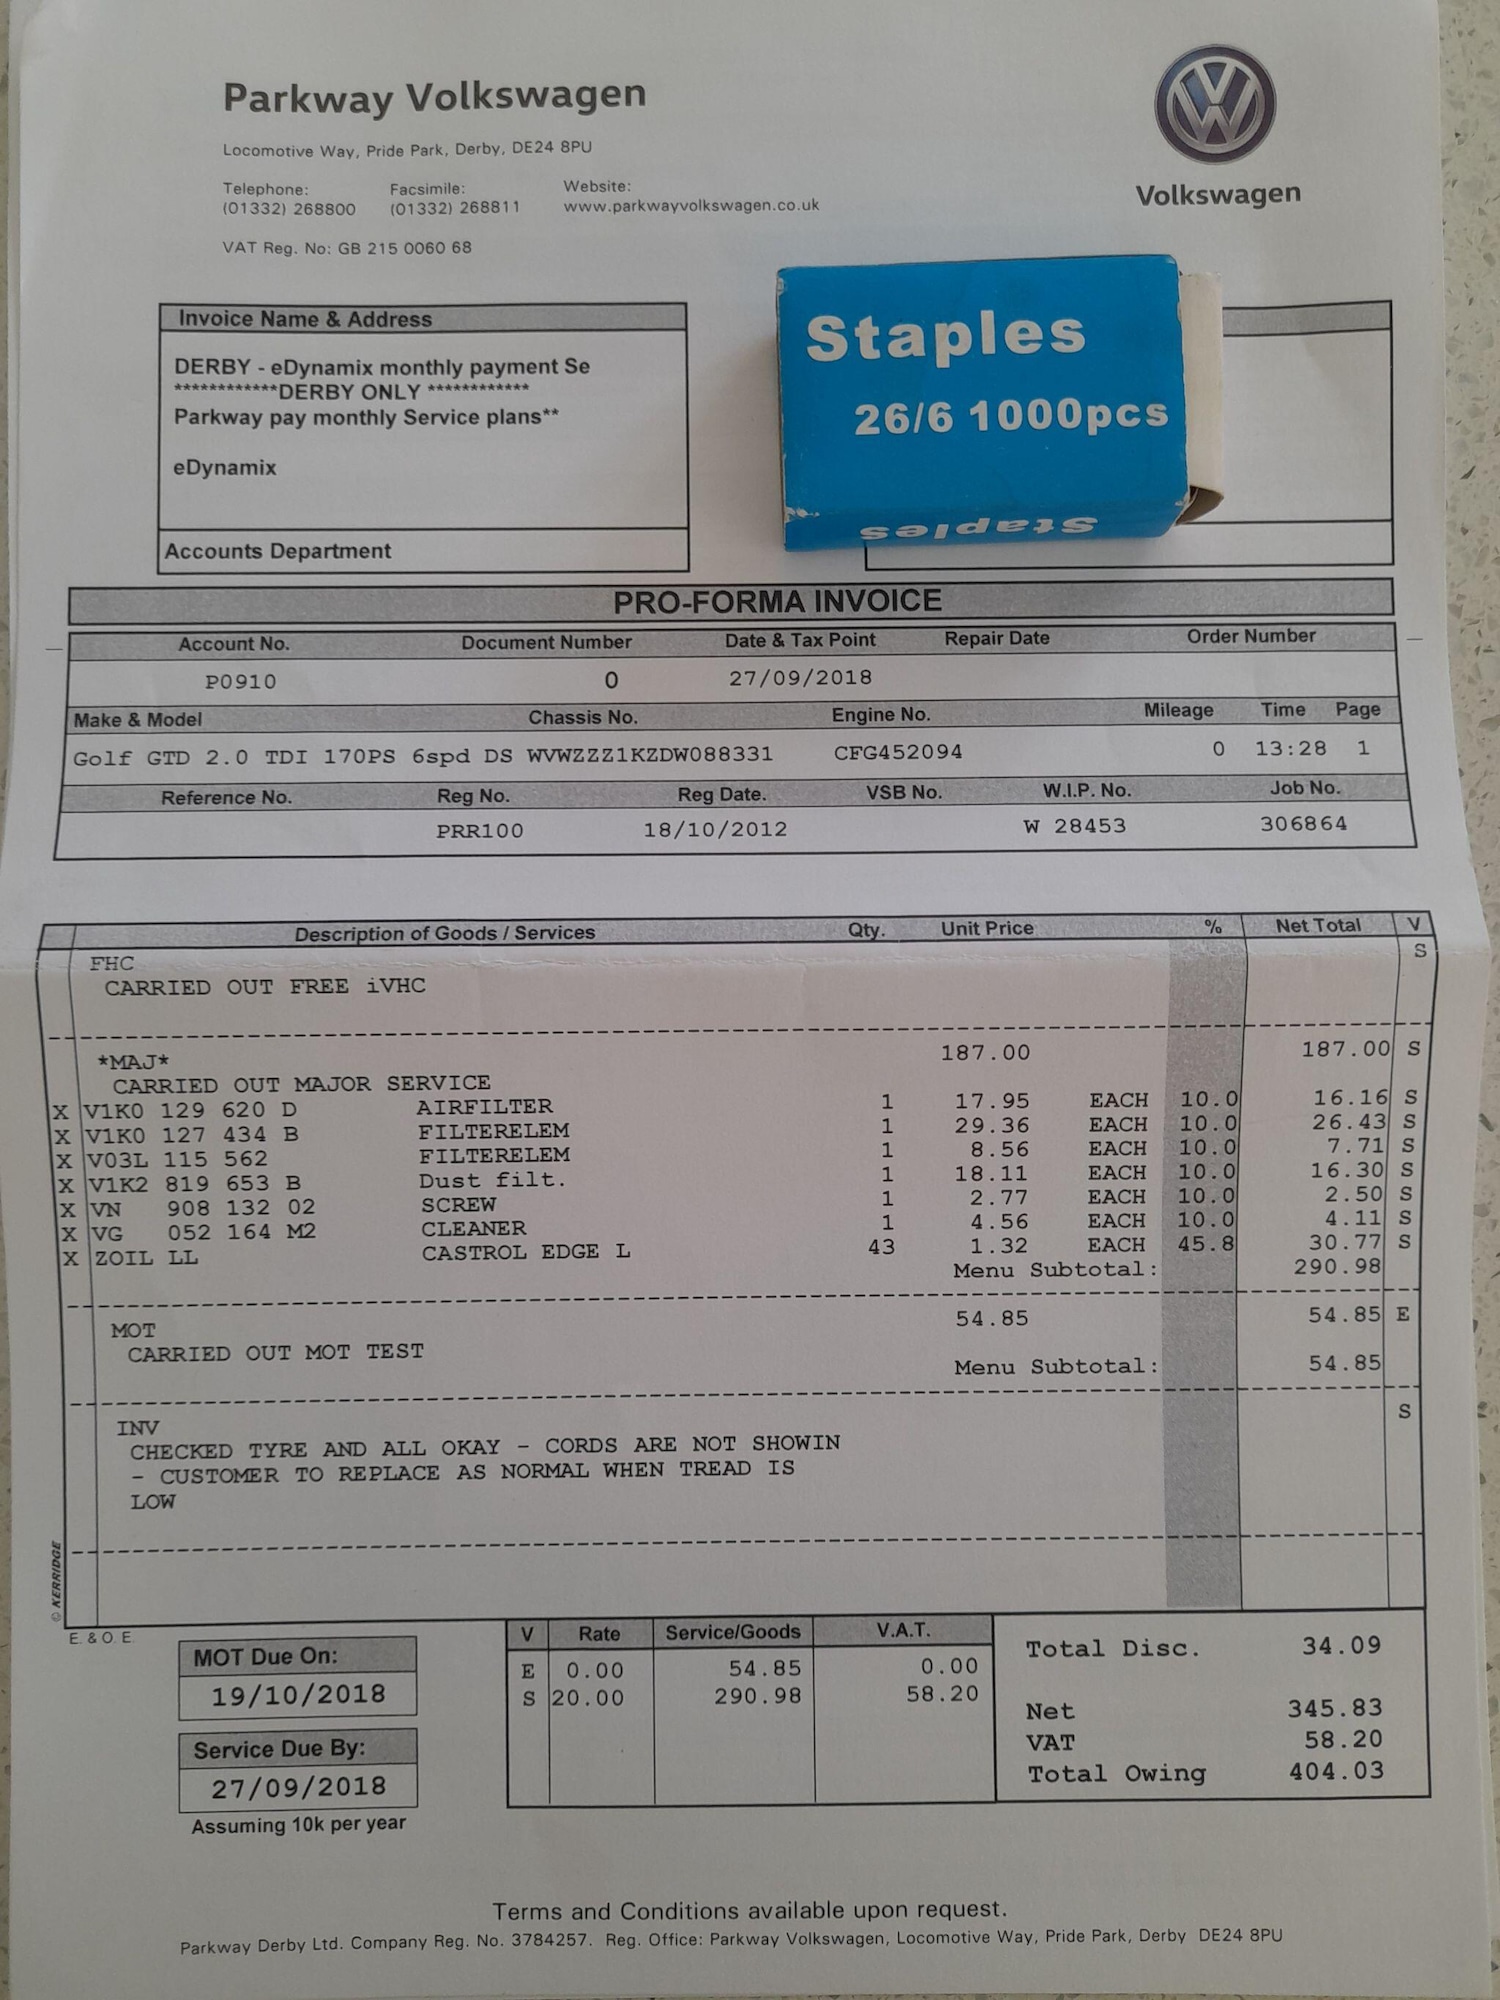 Parkway Volkswagen
Locomotive Way, Pride Park, Derby, DE24 8PU
Telephone: Facsimile: Website:
(01332) 268800 (01332) 268811 www.parkwayvolkswagen.co.uk
VAT Reg. No: GB 215 0060 68
Volkswagen
Staples
26/6 1000pcs
Staples
Invoice Name & Address
DERBY - eDynamix monthly payment Se
************DERBY ONLY ************
Parkway pay monthly Service plans**
eDynamix
Accounts Department
PRO-FORMA INVOICE
Account No. Document Number Date & Tax Point Repair Date Order Number
P0910 0 27/09/2018
Make & Model Chassis No. Engine No. Mileage Time Page
Golf GTD 2.0 TDI 170PS 6spd DS WVWZZZ1KZDW088331 CFG452094 0 13:28 1
Reference No. Reg No. Reg Date. VSB No. W.I.P. No. Job No.
PRR100 18/10/2012 W 28453 306864
Description of Goods / Services Qty. Unit Price % Net Total V
FHC S
CARRIED OUT FREE iVHC
*MAJ* 187.00 187.00 S
CARRIED OUT MAJOR SERVICE
X V1K0 129 620 D AIRFILTER 1 17.95 EACH 10.0 16.16 S
X V1K0 127 434 B FILTERELEM 1 29.36 EACH 10.0 26.43 S
X V03L 115 562 FILTERELEM 1 8.56 EACH 10.0 7.71 S
X V1K2 819 653 B Dust filt. 1 18.11 EACH 10.0 16.30 S
X VN 908 132 02 SCREW 1 2.77 EACH 10.0 2.50 S
X VG 052 164 M2 CLEANER 1 4.56 EACH 10.0 4.11 S
X ZOIL LL CASTROL EDGE L 43 1.32 EACH 45.8 30.77 S
Menu Subtotal: 290.98
MOT 54.85 54.85 E
CARRIED OUT MOT TEST
Menu Subtotal: 54.85
INV S
CHECKED TYRE AND ALL OKAY - CORDS ARE NOT SHOWIN
- CUSTOMER TO REPLACE AS NORMAL WHEN TREAD IS
LOW
© KERRIDGE
E. & O. E.
MOT Due On:
19/10/2018
Service Due By:
27/09/2018
Assuming 10k per year
V Rate Service/Goods V.A.T.
E 0.00 54.85 0.00
S 20.00 290.98 58.20
Total Disc. 34.09
Net 345.83
VAT 58.20
Total Owing 404.03
Terms and Conditions available upon request.
Parkway Derby Ltd. Company Reg. No. 3784257. Reg. Office: Parkway Volkswagen, Locomotive Way, Pride Park, Derby DE24 8PU